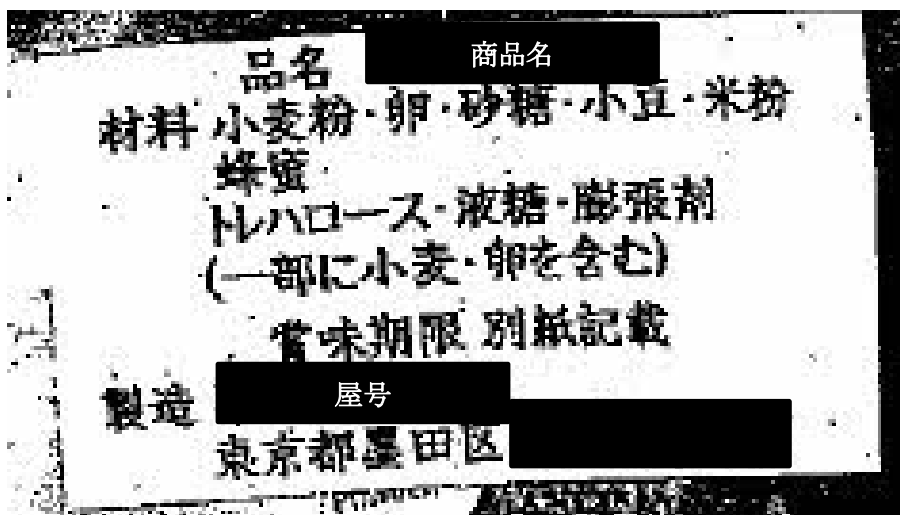 品名 商品名
材料 小麦粉・卵・砂糖・小豆・米粉
蜂蜜
トレハロース・液糖・膨張剤
(一部に小麦・卵を含む)
賞味期限 別紙記載
製造 屋号
東京都墨田区